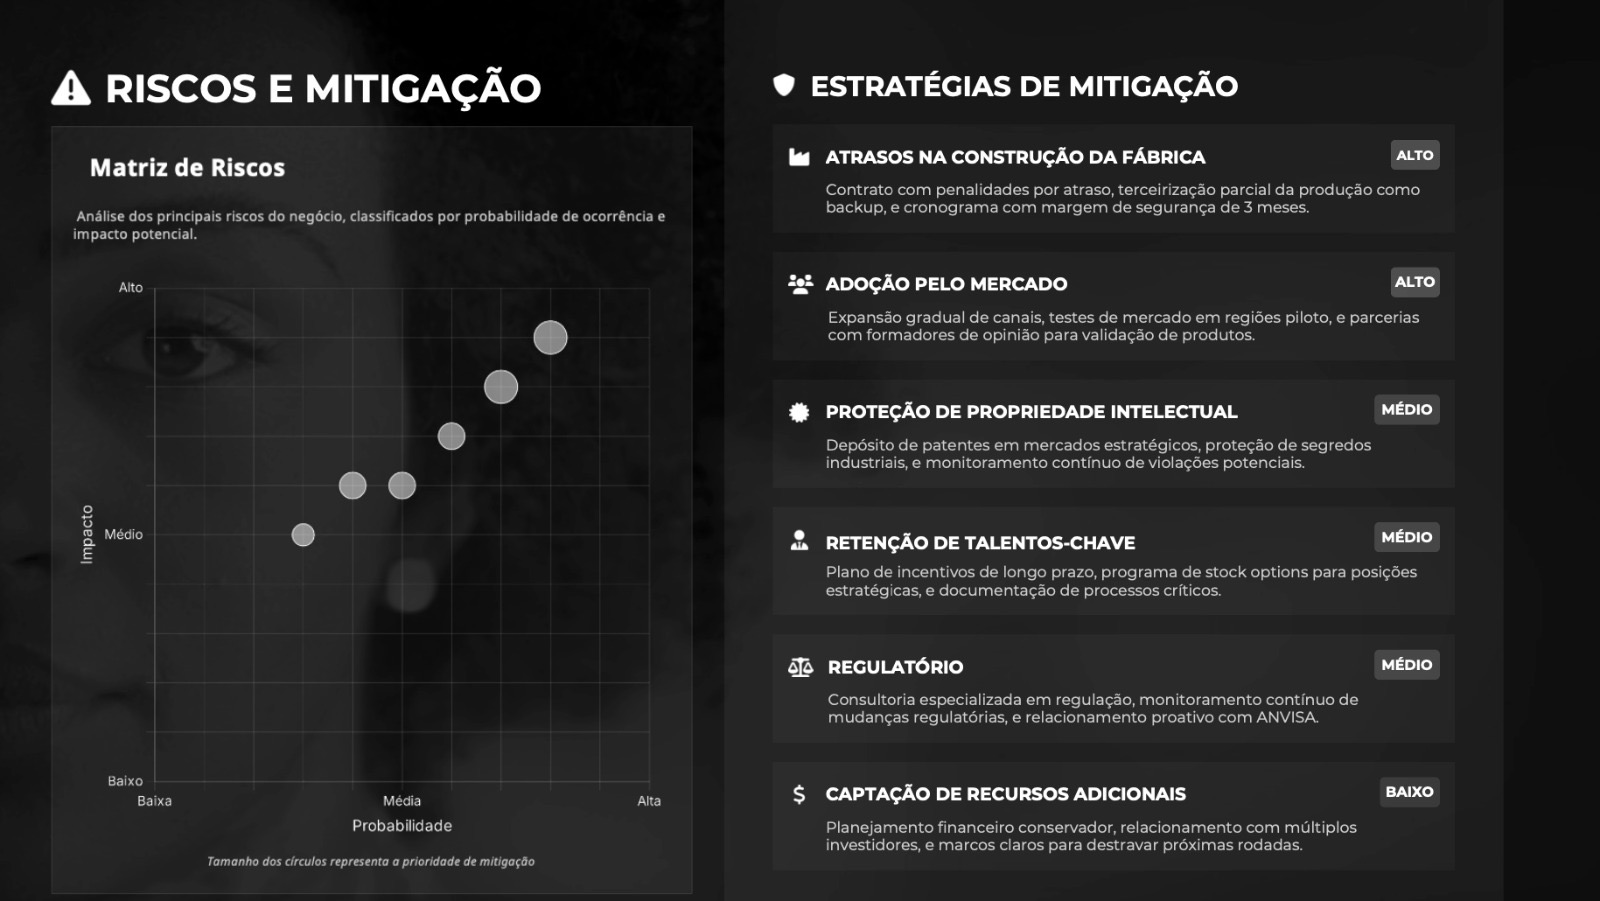 RISCOS E MITIGAÇÃO
Matriz de Riscos
Análise dos principais riscos do negócio, classificados por probabilidade de ocorrência e
impacto potencial.
Alto
Impacto
Médio
Baixo
Baixa
Média
Alta
Probabilidade
Tamanho dos círculos representa a prioridade de mitigação
ESTRATÉGIAS DE MITIGAÇÃO
ATRASOS NA CONSTRUÇÃO DA FÁBRICA
ALTO
Contrato com penalidades por atraso, terceirização parcial da produção como
backup, e cronograma com margem de segurança de 3 meses.
ADOÇÃO PELO MERCADO
ALTO
Expansão gradual de canais, testes de mercado em regiões piloto, e parcerias
com formadores de opinião para validação de produtos.
PROTEÇÃO DE PROPRIEDADE INTELECTUAL
MÉDIO
Depósito de patentes em mercados estratégicos, proteção de segredos
industriais, e monitoramento contínuo de violações potenciais.
RETENÇÃO DE TALENTOS-CHAVE
MÉDIO
Plano de incentivos de longo prazo, programa de stock options para posições
estratégicas, e documentação de processos críticos.
REGULATÓRIO
MÉDIO
Consultoria especializada em regulação, monitoramento contínuo de
mudanças regulatórias, e relacionamento proativo com ANVISA.
CAPTAÇÃO DE RECURSOS ADICIONAIS
BAIXO
Planejamento financeiro conservador, relacionamento com múltiplos
investidores, e marcos claros para destravar próximas rodadas.